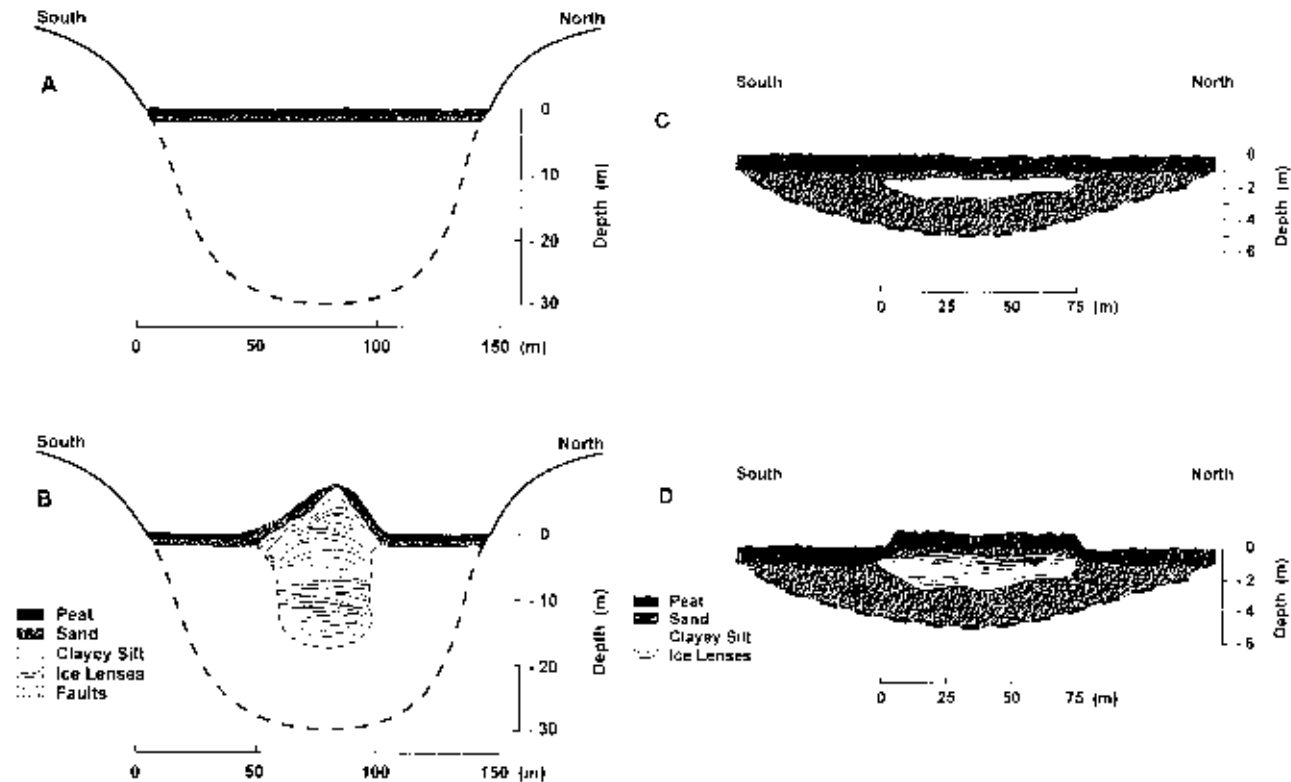 South North
A
0
- 10
- 20
- 30
Depth (m)
0 50 100 150 (m)
South North
C
0
- 2
- 4
- 6
Depth (m)
0 25 50 75 (m)
South North
B
- 0
- 10
- 20
- 30
Depth (m)
Peat
Sand
Clayey Silt
Ice Lenses
Faults
0 50 100 150 (m)
South North
D
0
- 2
- 4
- 6
Depth (m)
Peat
Sand
Clayey Silt
Ice Lenses
0 25 50 75 (m)